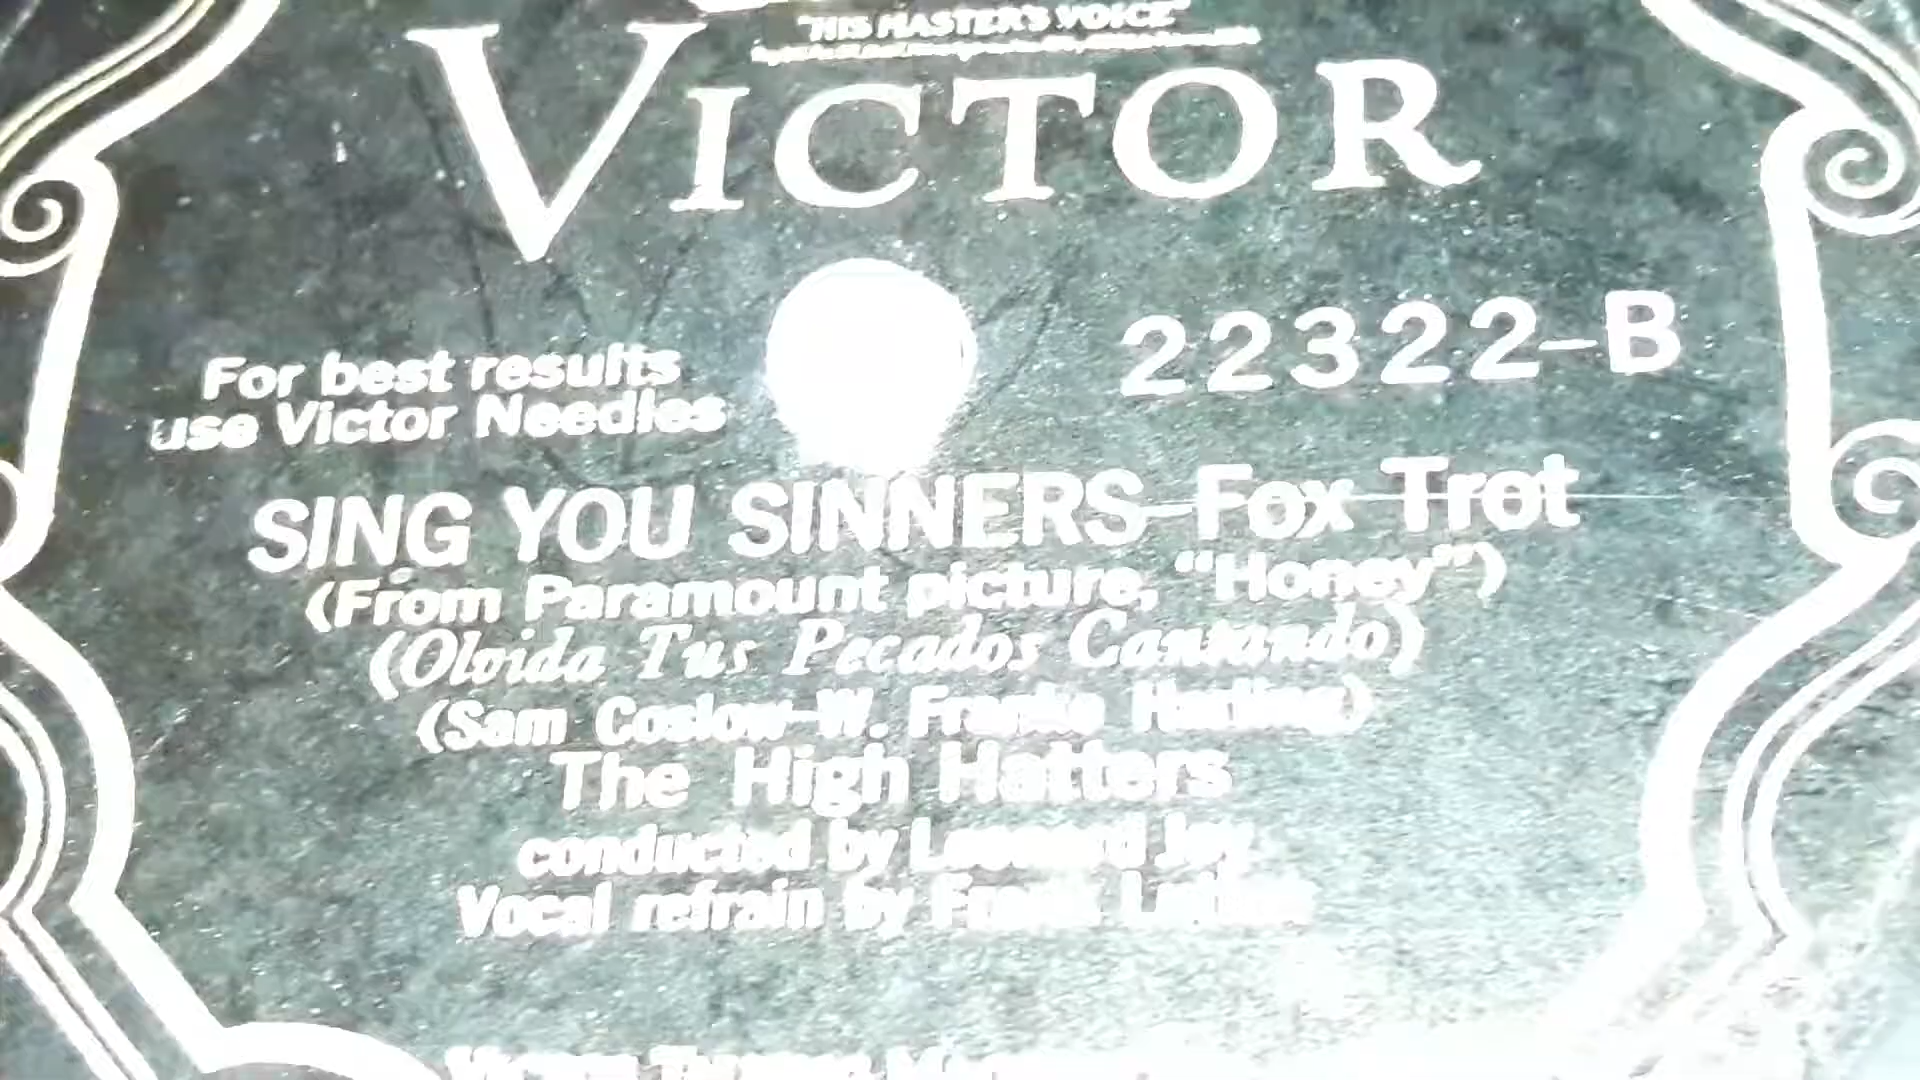 "HIS MASTER'S VOICE"
VICTOR
22322-B
For best results
use Victor Needles
SING YOU SINNERS-Fox Trot
(From Paramount picture, "Honey")
(Olvida Tus Pecados Cantando)
(Sam Coslow-W. Franke Harling)
The High Hatters
conducted by Leonard Joy
Vocal refrain by Frank